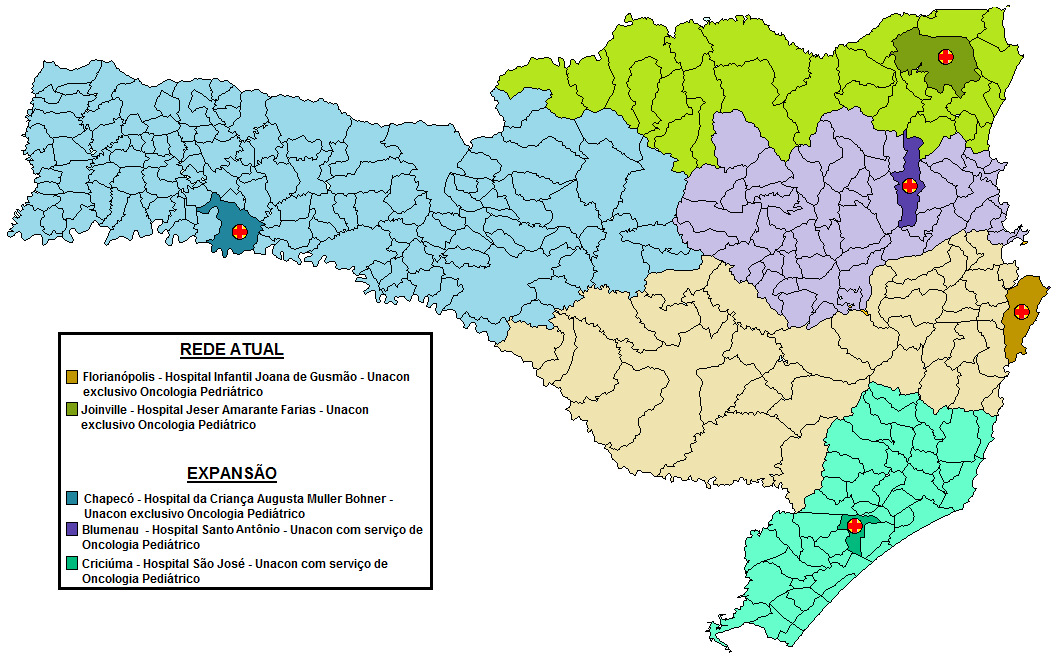 REDE ATUAL
Florianópolis - Hospital Infantil Joana de Gusmão - Unacon
exclusivo Oncologia Pedriátrico
Joinville - Hospital Jeser Amarante Farias - Unacon
exclusivo Oncologia Pediátrico
EXPANSÃO
Chapecó - Hospital da Criança Augusta Muller Bohner -
Unacon exclusivo Oncologia Pediátrico
Blumenau - Hospital Santo Antônio - Unacon com serviço de
Oncologia Pediátrico
Criciúma - Hospital São José - Unacon com serviço de
Oncologia Pediátrico